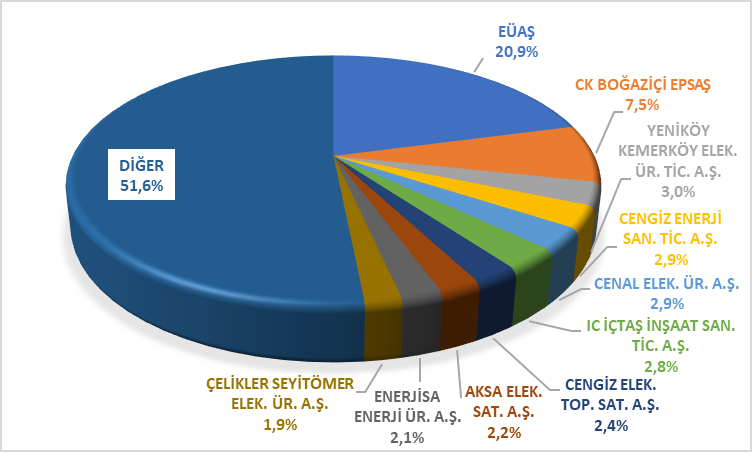 EÜAŞ
20,9%
CK BOĞAZİÇİ EPSAŞ
7,5%
YENİKÖY
KEMERKÖY ELEK.
ÜR. TİC. A.Ş.
3,0%
CENGİZ ENERJİ
SAN. TİC. A.Ş.
2,9%
CENAL ELEK. ÜR. A.Ş.
2,9%
IC İÇTAŞ İNŞAAT SAN.
TİC. A.Ş.
2,8%
CENGİZ ELEK.
TOP. SAT. A.Ş.
2,4%
AKSA ELEK.
SAT. A.Ş.
2,2%
ENERJİSA
ENERJİ ÜR. A.Ş.
2,1%
ÇELİKLER SEYİTÖMER
ELEK. ÜR. A.Ş.
1,9%
DİĞER
51,6%